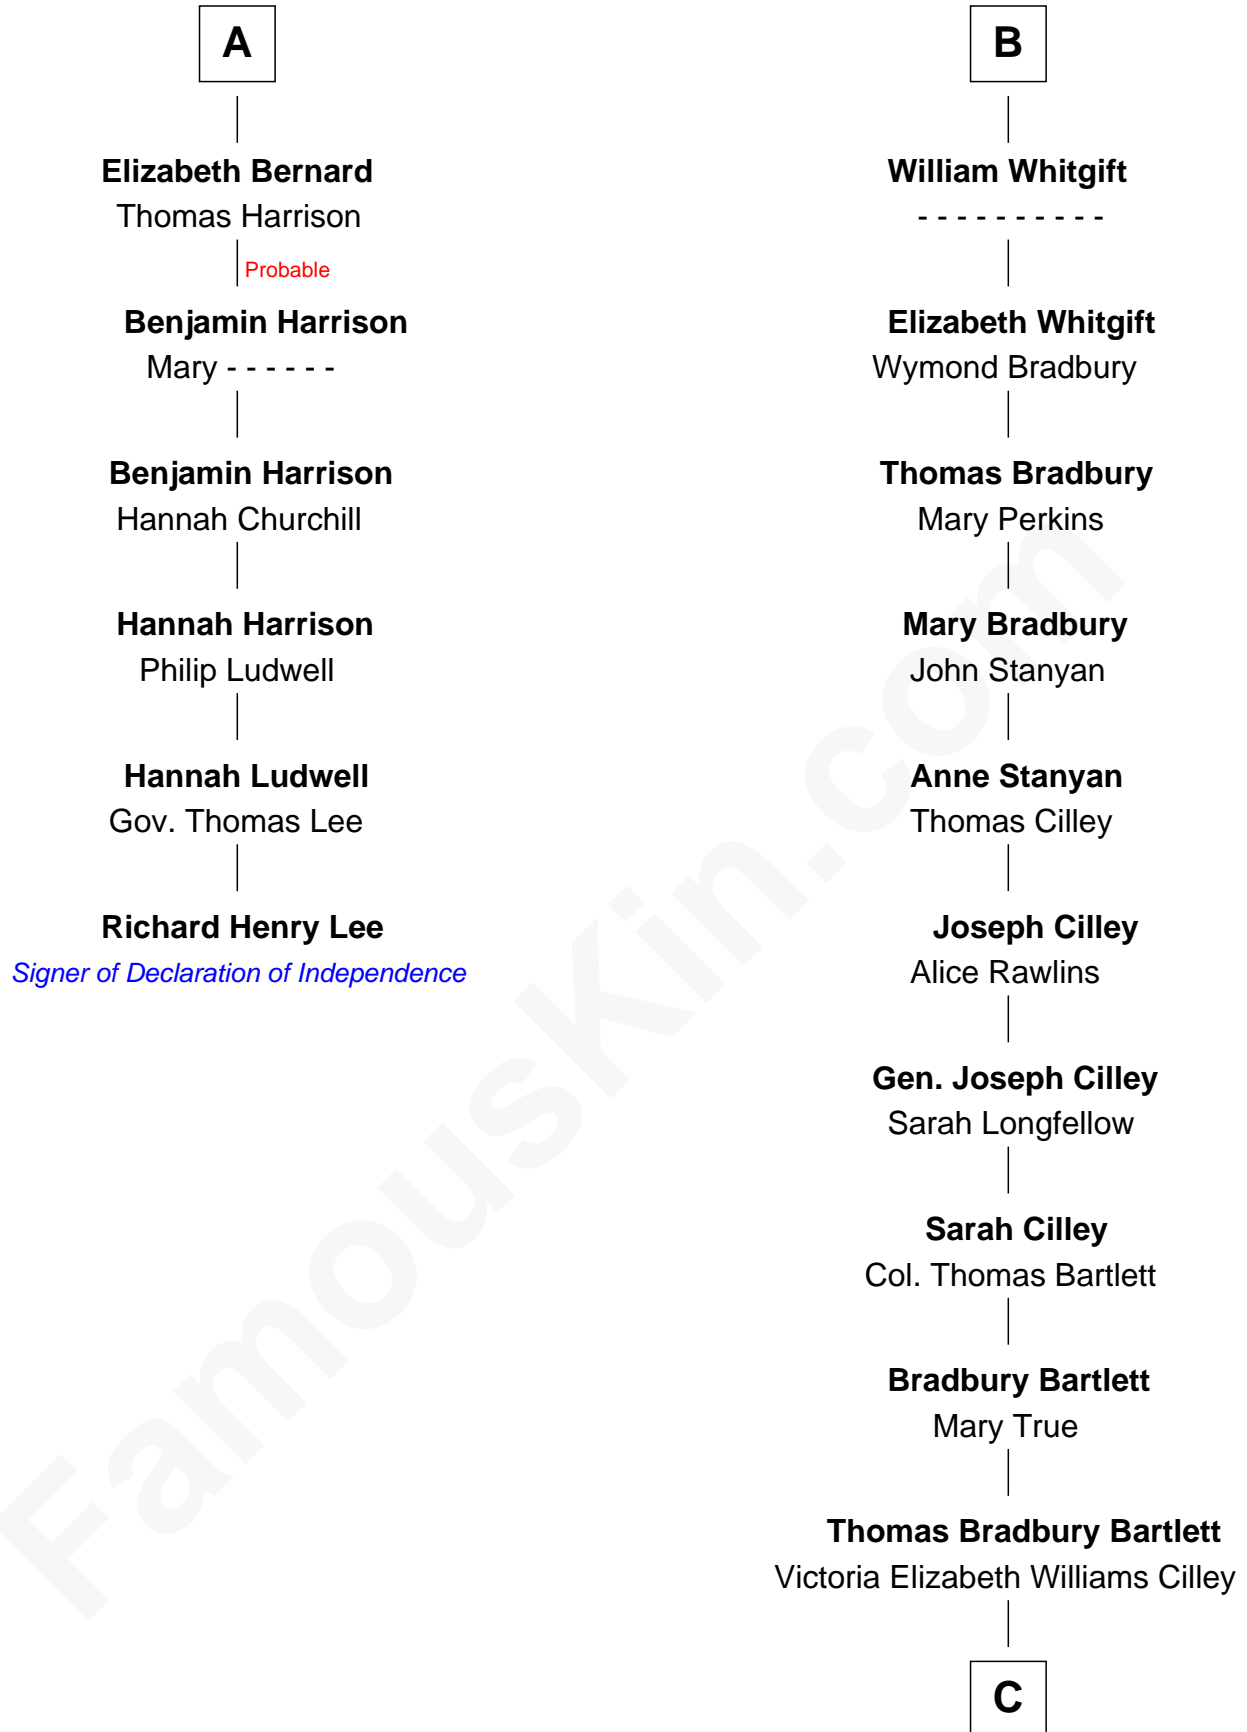 A
Elizabeth Bernard
Thomas Harrison
Probable
Benjamin Harrison
Mary - - - - - -
Benjamin Harrison
Hannah Churchill
Hannah Harrison
Philip Ludwell
Hannah Ludwell
Gov. Thomas Lee
Richard Henry Lee
Signer of Declaration of Independence
B
William Whitgift
- - - - - - - - - -
Elizabeth Whitgift
Wymond Bradbury
Thomas Bradbury
Mary Perkins
Mary Bradbury
John Stanyan
Anne Stanyan
Thomas Cilley
Joseph Cilley
Alice Rawlins
Gen. Joseph Cilley
Sarah Longfellow
Sarah Cilley
Col. Thomas Bartlett
Bradbury Bartlett
Mary True
Thomas Bradbury Bartlett
Victoria Elizabeth Williams Cilley
C
FamousKin.com